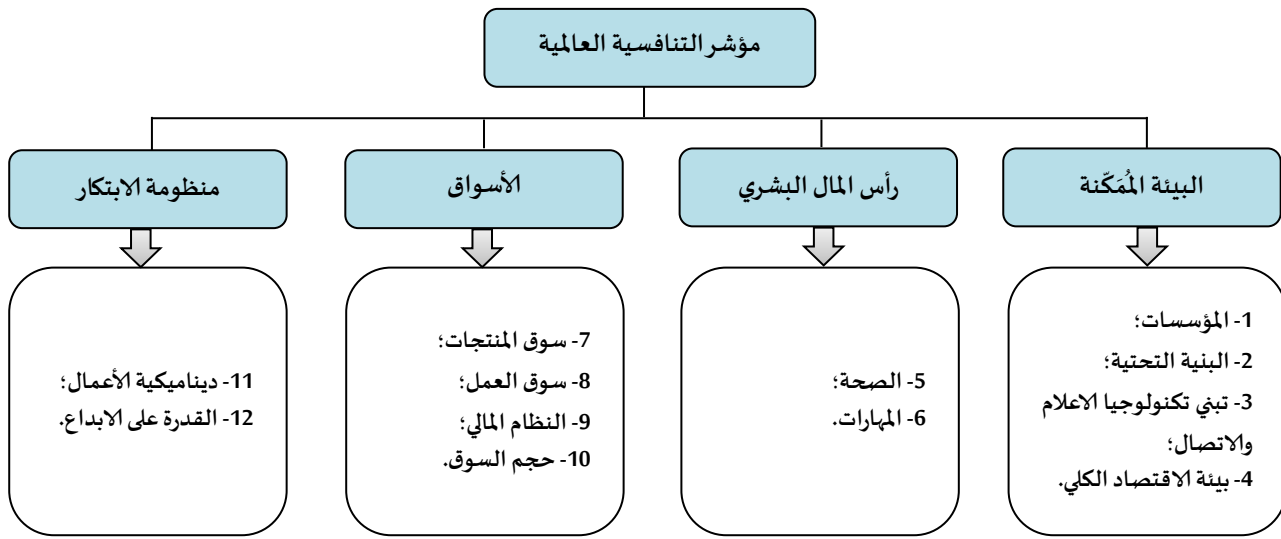 مؤشر التنافسية العالمية
البيئة المُمَكّنة
رأس المال البشري
الأسواق
منظومة الابتكار
1- المؤسسات؛
2- البنية التحتية؛
3- تبني تكنولوجيا الاعلام
والاتصال؛
4- بيئة الاقتصاد الكلي.
5- الصحة؛
6- المهارات.
7- سوق المنتجات؛
8- سوق العمل؛
9- النظام المالي؛
10- حجم السوق.
11- ديناميكية الأعمال؛
12- القدرة على الابداع.